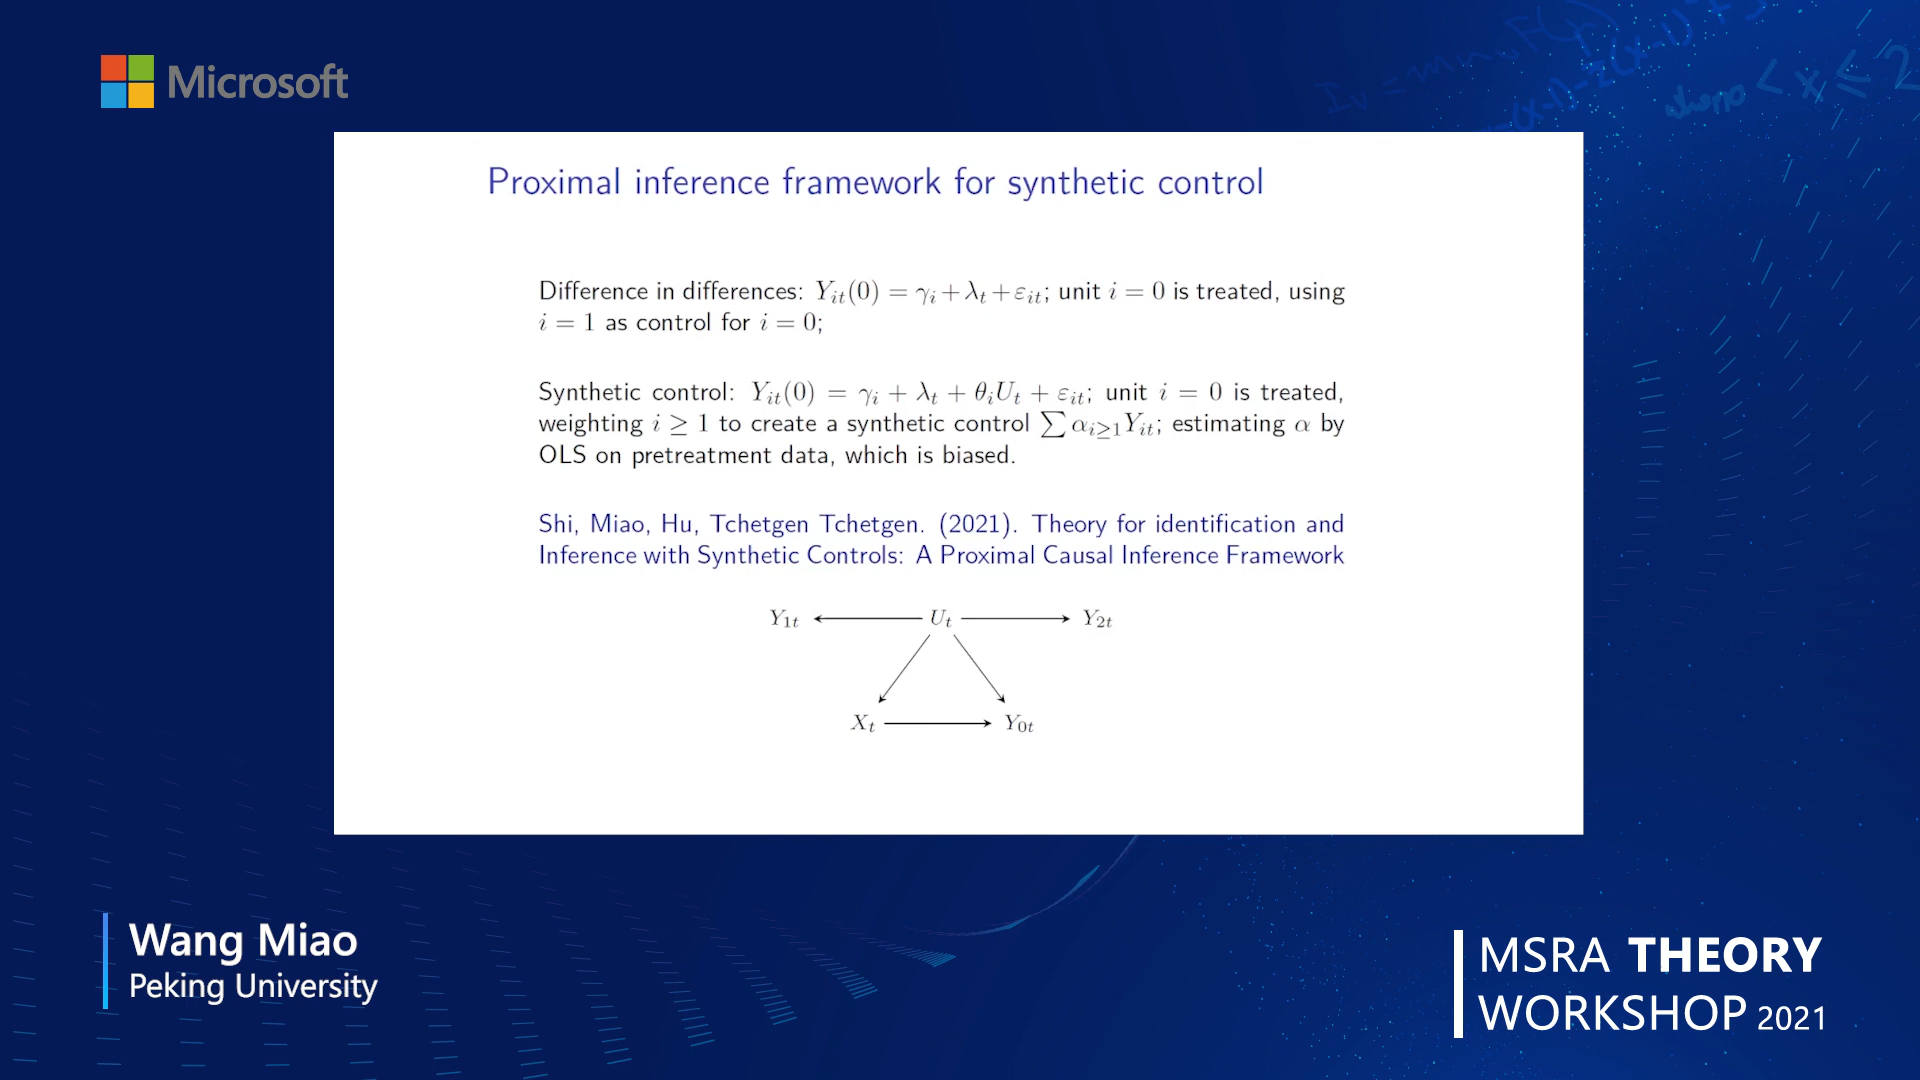 Microsoft
Proximal inference framework for synthetic control
Difference in differences: Y_{it}(0) = γ_i + λ_t + ε_{it}; unit i = 0 is treated, using
i = 1 as control for i = 0;
Synthetic control: Y_{it}(0) = γ_i + λ_t + θ_iU_t + ε_{it}; unit i = 0 is treated,
weighting i ≥ 1 to create a synthetic control ∑ α_{i≥1}Y_{it}; estimating α by
OLS on pretreatment data, which is biased.
Shi, Miao, Hu, Tchetgen Tchetgen. (2021). Theory for identification and
Inference with Synthetic Controls: A Proximal Causal Inference Framework
Y_{1t} U_t Y_{2t}
X_t Y_{0t}
Wang Miao
Peking University
MSRA THEORY
WORKSHOP 2021